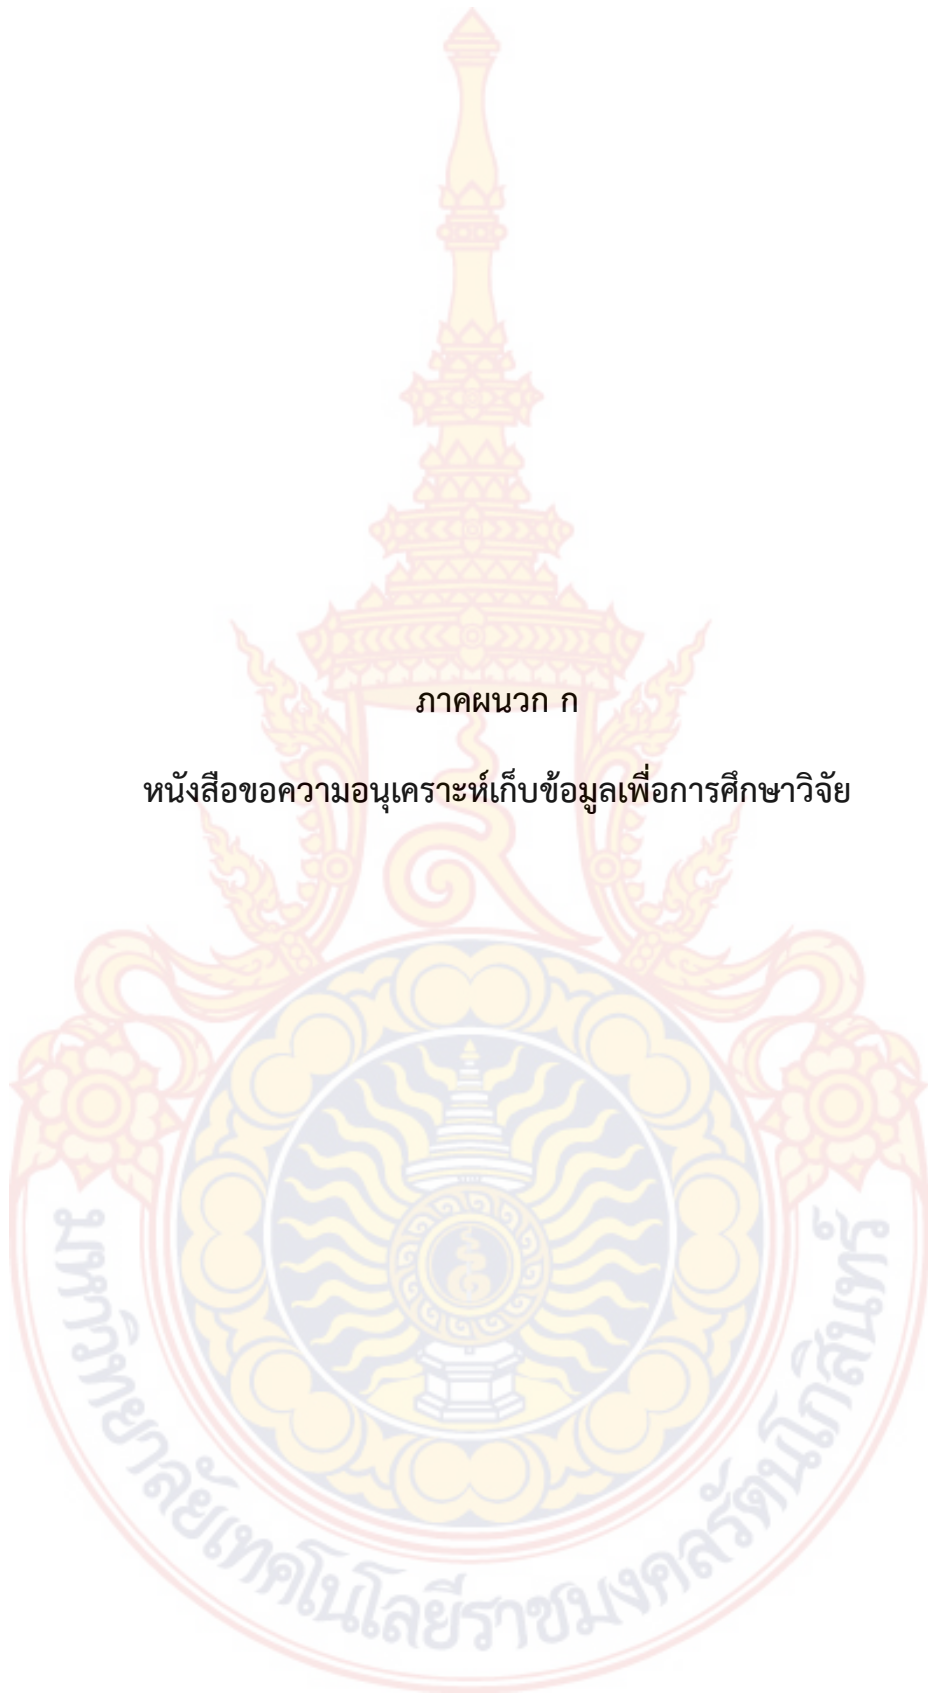 ภาคผนวก ก
หนังสือขอความอนุเคราะห์เก็บข้อมูลเพื่อการศึกษาวิจัย
มหาวิทยาลัยเทคโนโลยีราชมงคลรัตนโกสินทร์